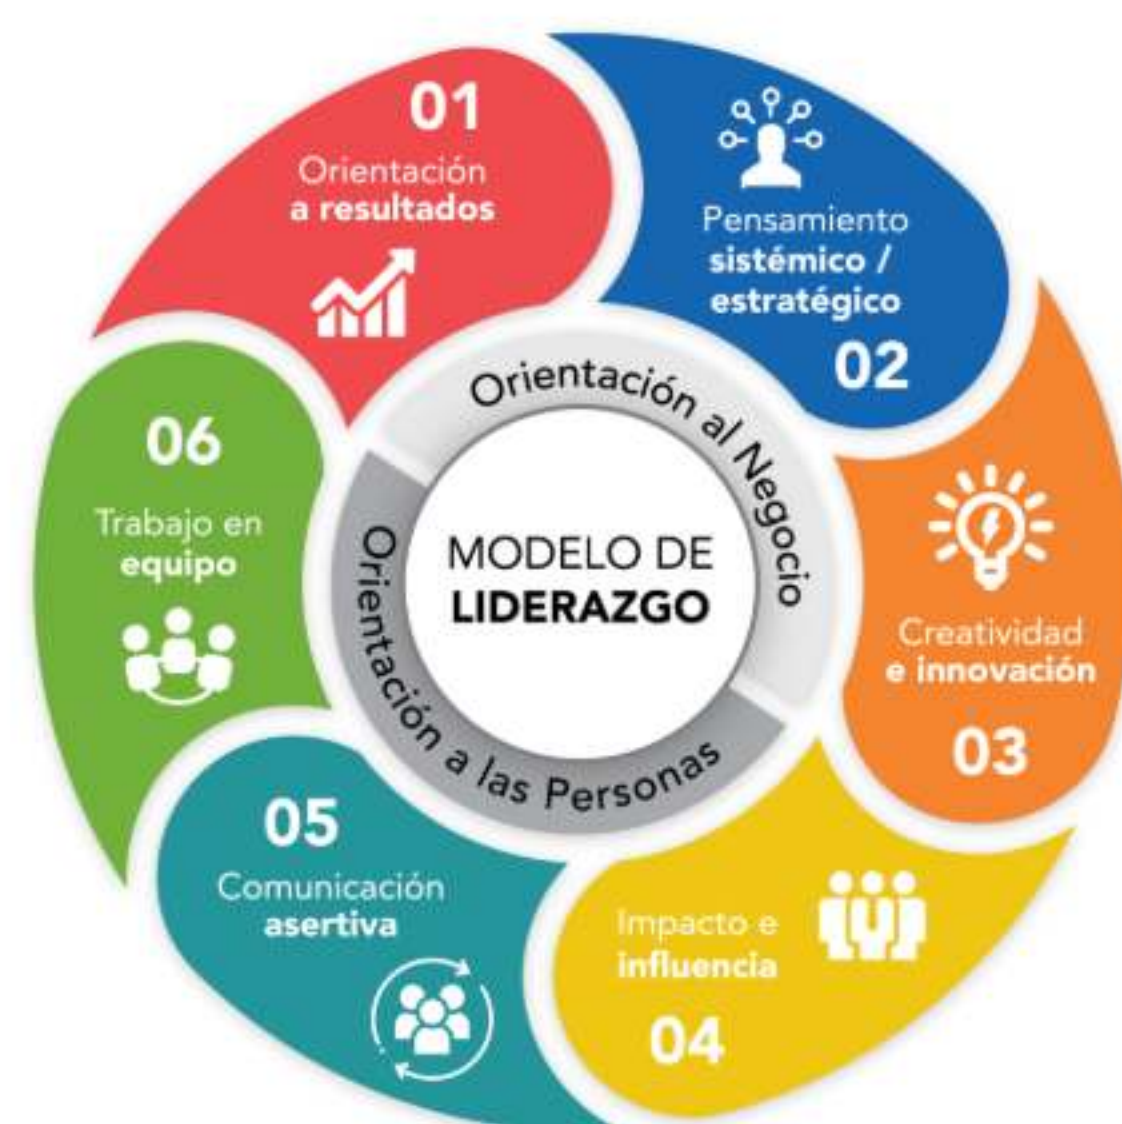 01
Orientación
a resultados
Pensamiento
sistémico /
estratégico
02
Creatividad
e innovación
03
Impacto e
influencia
04
05
Comunicación
asertiva
06
Trabajo en
equipo
Orientación al Negocio
Orientación a las Personas
MODELO DE
LIDERAZGO